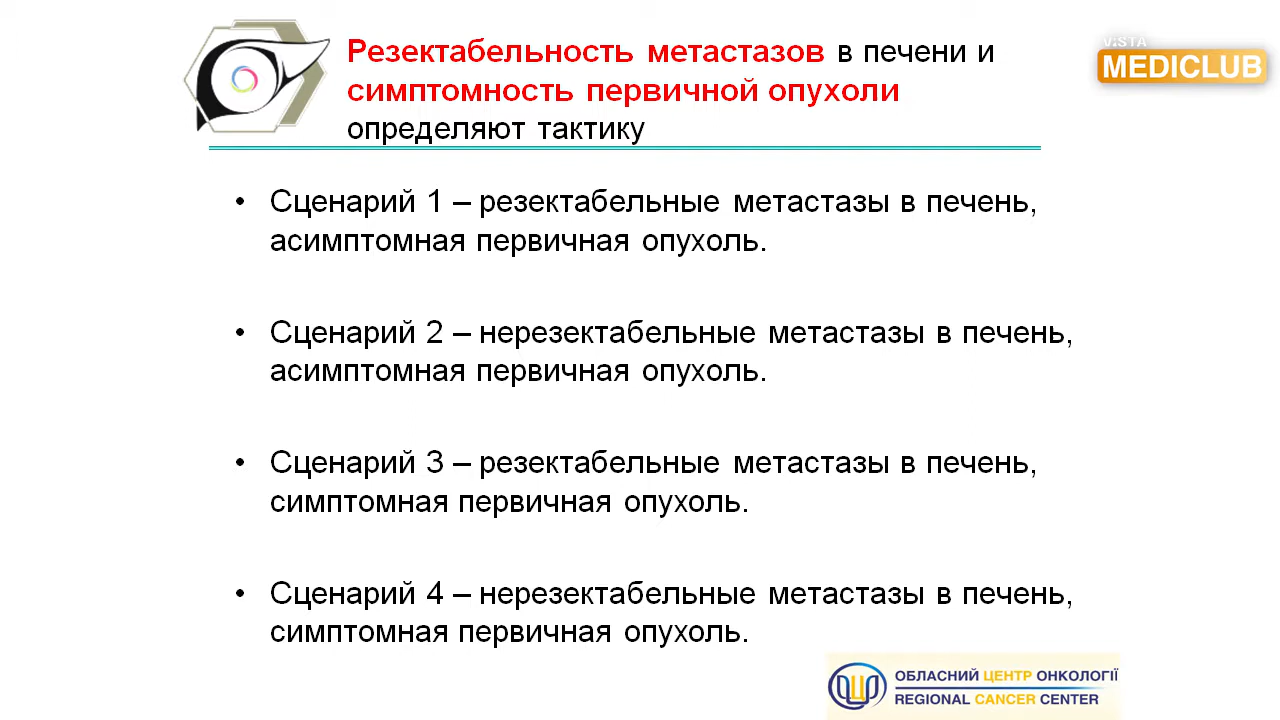 Резектабельность метастазов в печени и
симптомность первичной опухоли
определяют тактику
ViSTA
MEDICLUB
• Сценарий 1 – резектабельные метастазы в печень,
асимптомная первичная опухоль.
• Сценарий 2 – нерезектабельные метастазы в печень,
асимптомная первичная опухоль.
• Сценарий 3 – резектабельные метастазы в печень,
симптомная первичная опухоль.
• Сценарий 4 – нерезектабельные метастазы в печень,
симптомная первичная опухоль.
ОБЛАСНИЙ ЦЕНТР ОНКОЛОГІЇ
REGIONAL CANCER CENTER